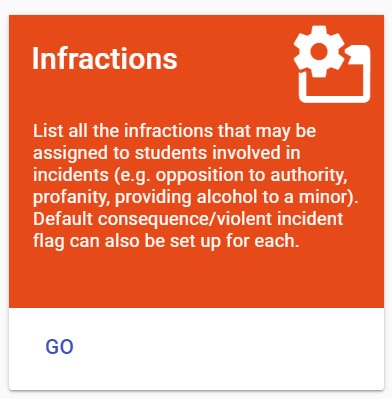 Infractions
List all the infractions that may be
assigned to students involved in
incidents (e.g. opposition to authority,
profanity, providing alcohol to a minor).
Default consequence/violent incident
flag can also be set up for each.
GO